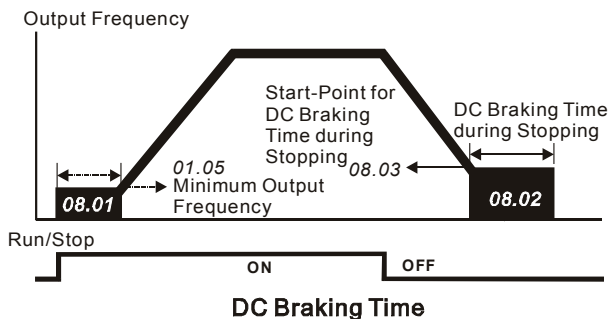 Output Frequency
Start-Point for
DC Braking
Time during
Stopping
08.03
DC Braking Time
during Stopping
01.05
Minimum Output
Frequency
08.01
08.02
Run/Stop
ON
OFF
DC Braking Time